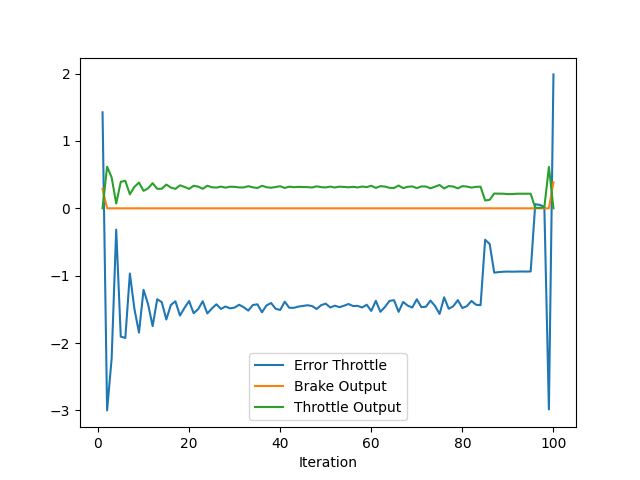 2
1
0
−1
−2
−3
Error Throttle
Brake Output
Throttle Output
0 20 40 60 80 100
Iteration